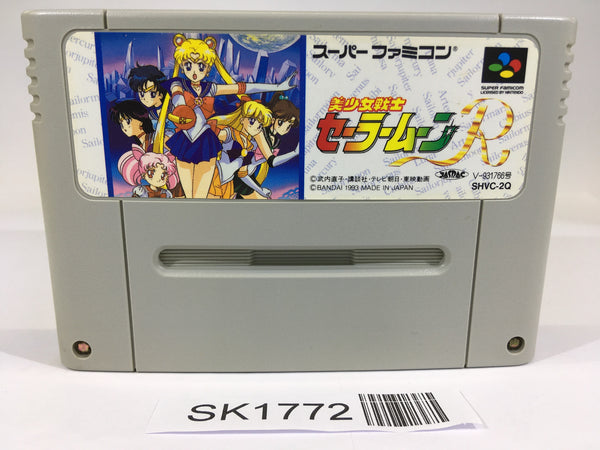 スーパーファミコン®
SUPER FAMICOM
LICENSED BY NINTENDO
美少女戦士
セーラームーンR
©武内直子・講談社・テレビ朝日・東映動画
©BANDAI 1993 MADE IN JAPAN
JASRAC
V-931766号
SHVC-2Q
SK1772